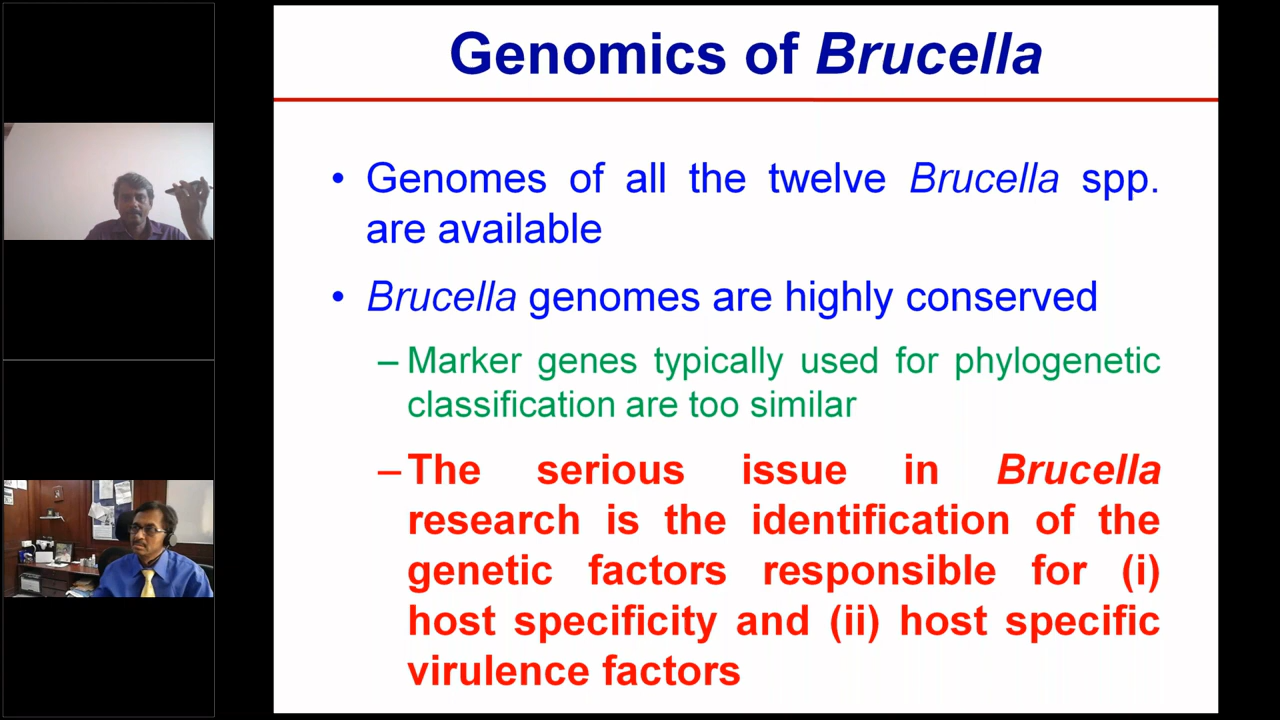 Genomics of Brucella
• Genomes of all the twelve Brucella spp.
are available
• Brucella genomes are highly conserved
– Marker genes typically used for phylogenetic
classification are too similar
– The serious issue in Brucella
research is the identification of the
genetic factors responsible for (i)
host specificity and (ii) host specific
virulence factors